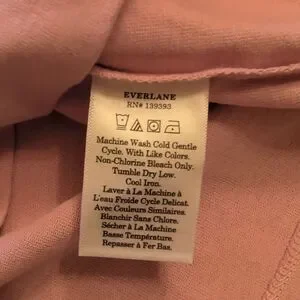 EVERLANE
RN# 139393
Machine Wash Cold Gentle
Cycle. With Like Colors.
Non-Chlorine Bleach Only.
Tumble Dry Low.
Cool Iron.
Laver à La Machine à
L'eau Froide Cycle Delicat.
Avec Couleurs Similaires.
Blanchir Sans Chlore.
Sécher à La Machine
Basse Température.
Repasser à Fer Bas.